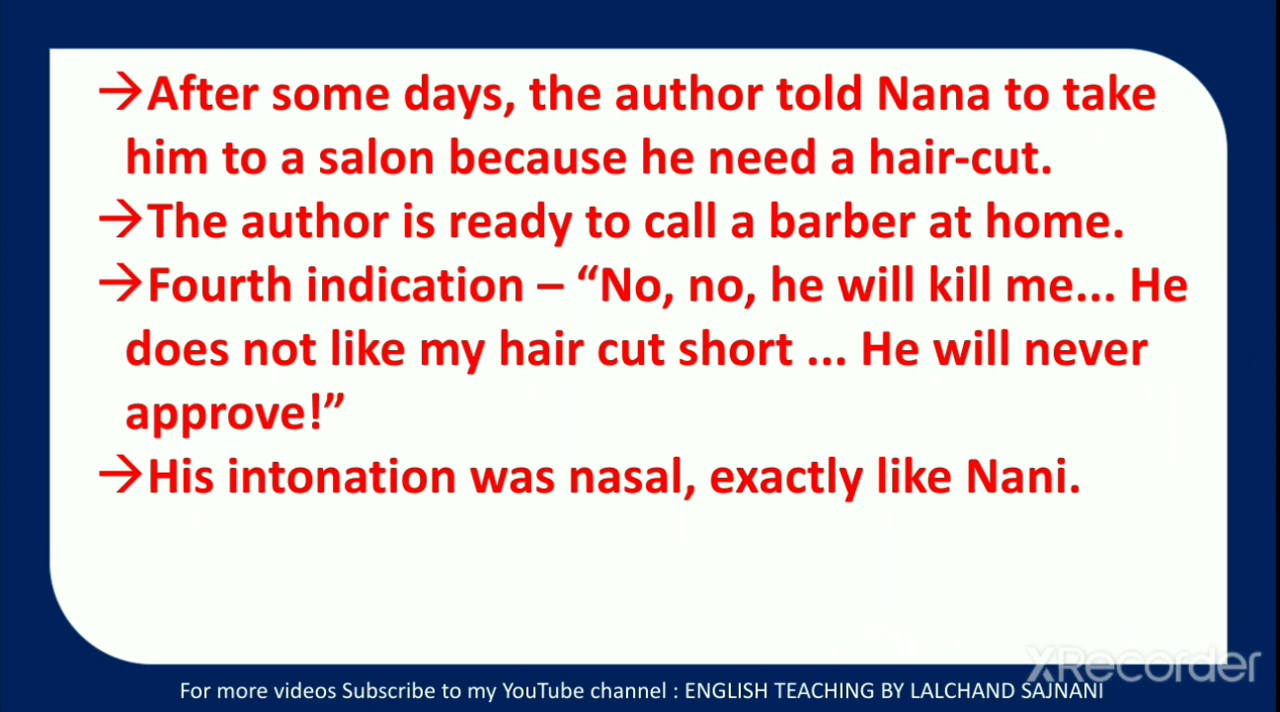 →After some days, the author told Nana to take
him to a salon because he need a hair-cut.
→The author is ready to call a barber at home.
→Fourth indication – “No, no, he will kill me... He
does not like my hair cut short ... He will never
approve!”
→His intonation was nasal, exactly like Nani.
XRecorder
For more videos Subscribe to my YouTube channel : ENGLISH TEACHING BY LALCHAND SAJNANI